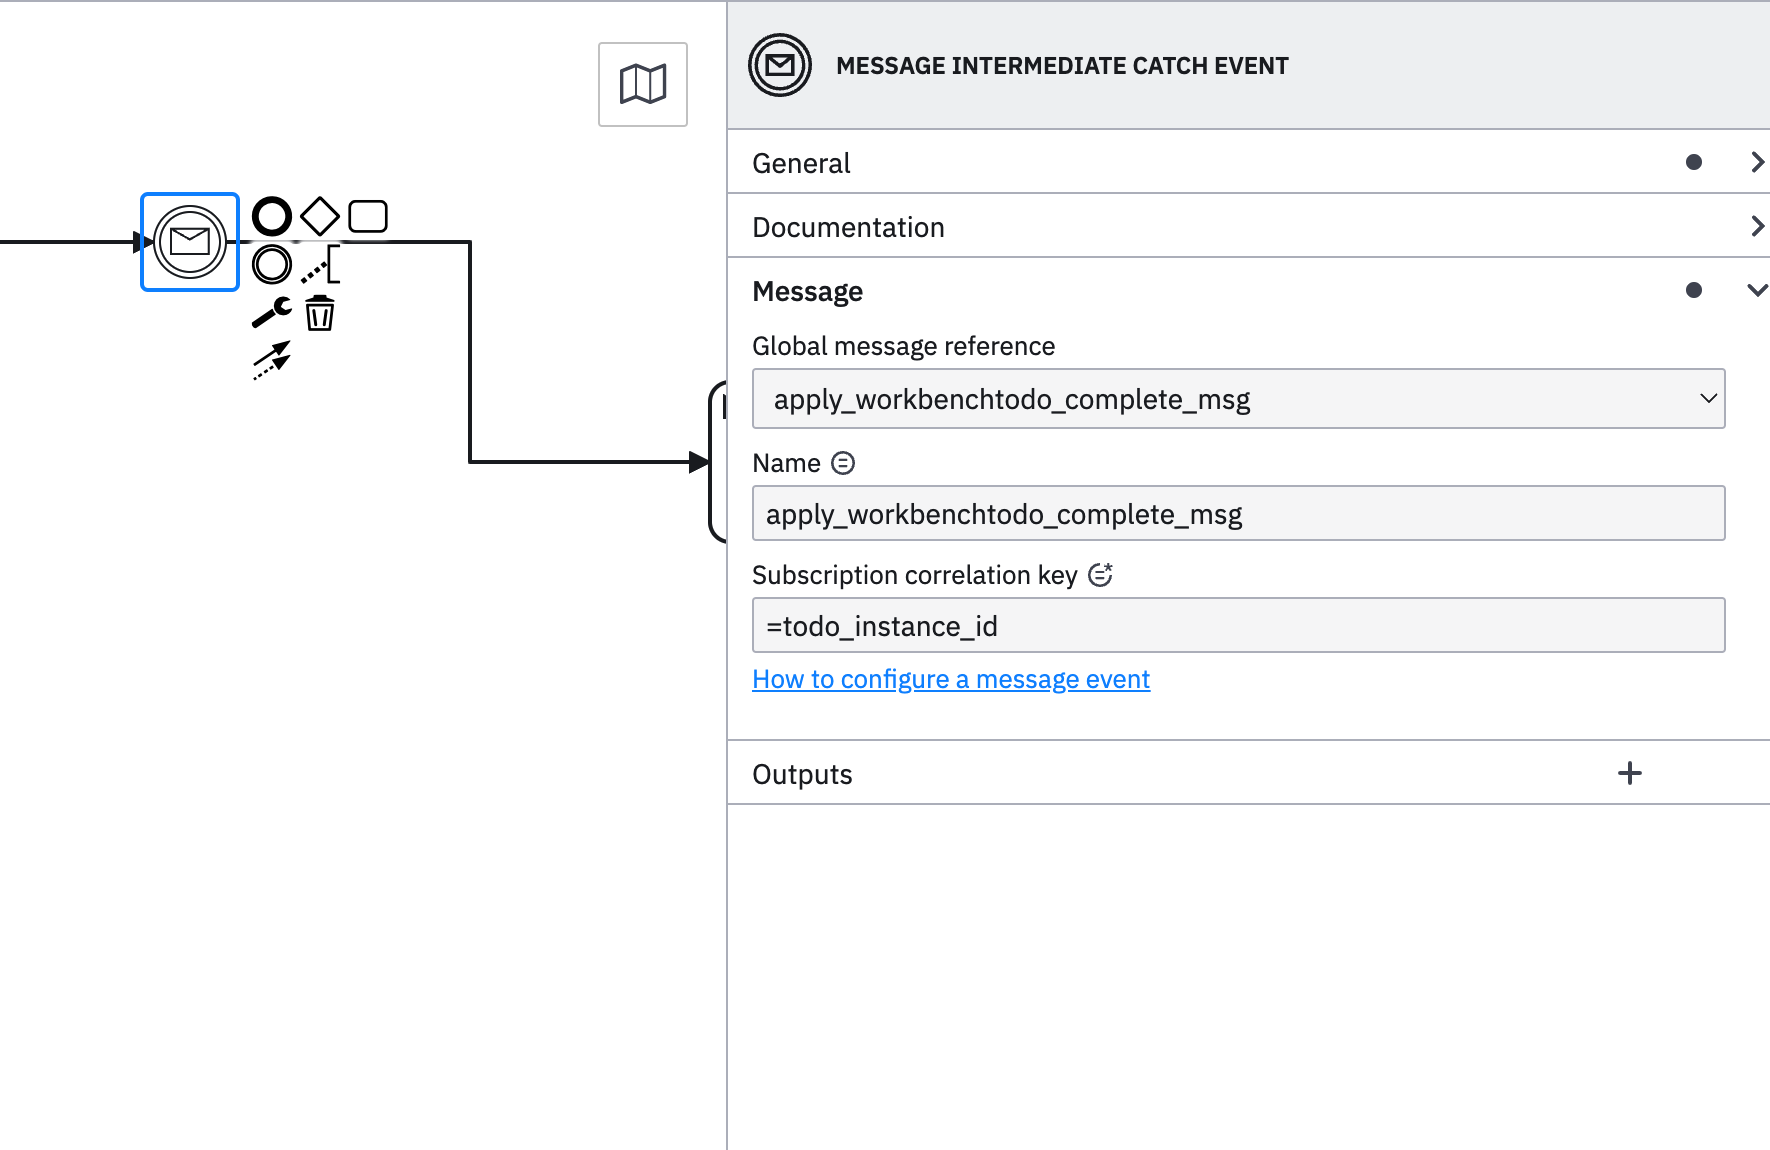 MESSAGE INTERMEDIATE CATCH EVENT
General
Documentation
Message
Global message reference
apply_workbenchtodo_complete_msg
Name
apply_workbenchtodo_complete_msg
Subscription correlation key
=todo_instance_id
How to configure a message event
Outputs